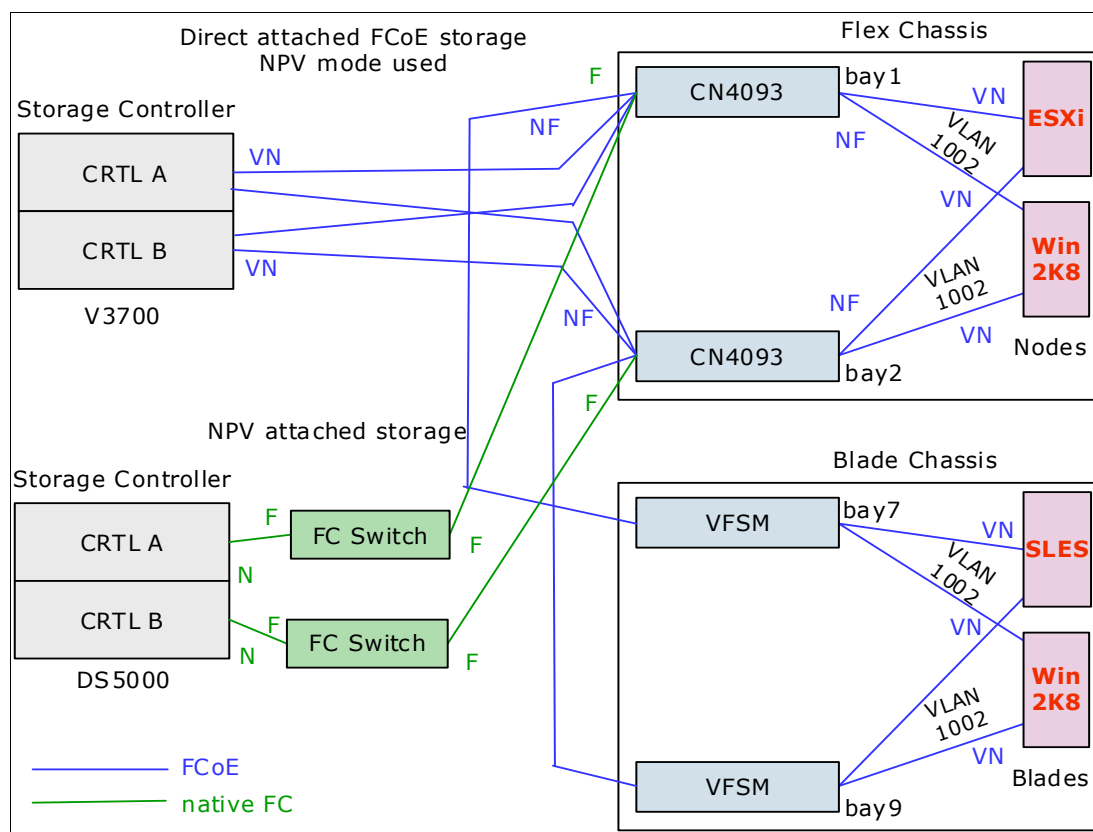 Direct attached FCoE storage
NPV mode used
Flex Chassis
Storage Controller
CRTL A
CRTL B
V3700
VN
VN
F
NF
NF
F
CN4093
bay1
NF
VN
VLAN
1002
VN
ESXi
Win
2K8
CN4093
bay2
NF
VLAN
1002
VN
Nodes
NPV attached storage
Storage Controller
CRTL A
CRTL B
DS5000
F
N
F
N
FC Switch
F
FC Switch
F
Blade Chassis
VFSM
bay7
VN
VLAN
1002
VN
SLES
Win
2K8
VFSM
bay9
VLAN
1002
VN
Blades
FCoE
native FC